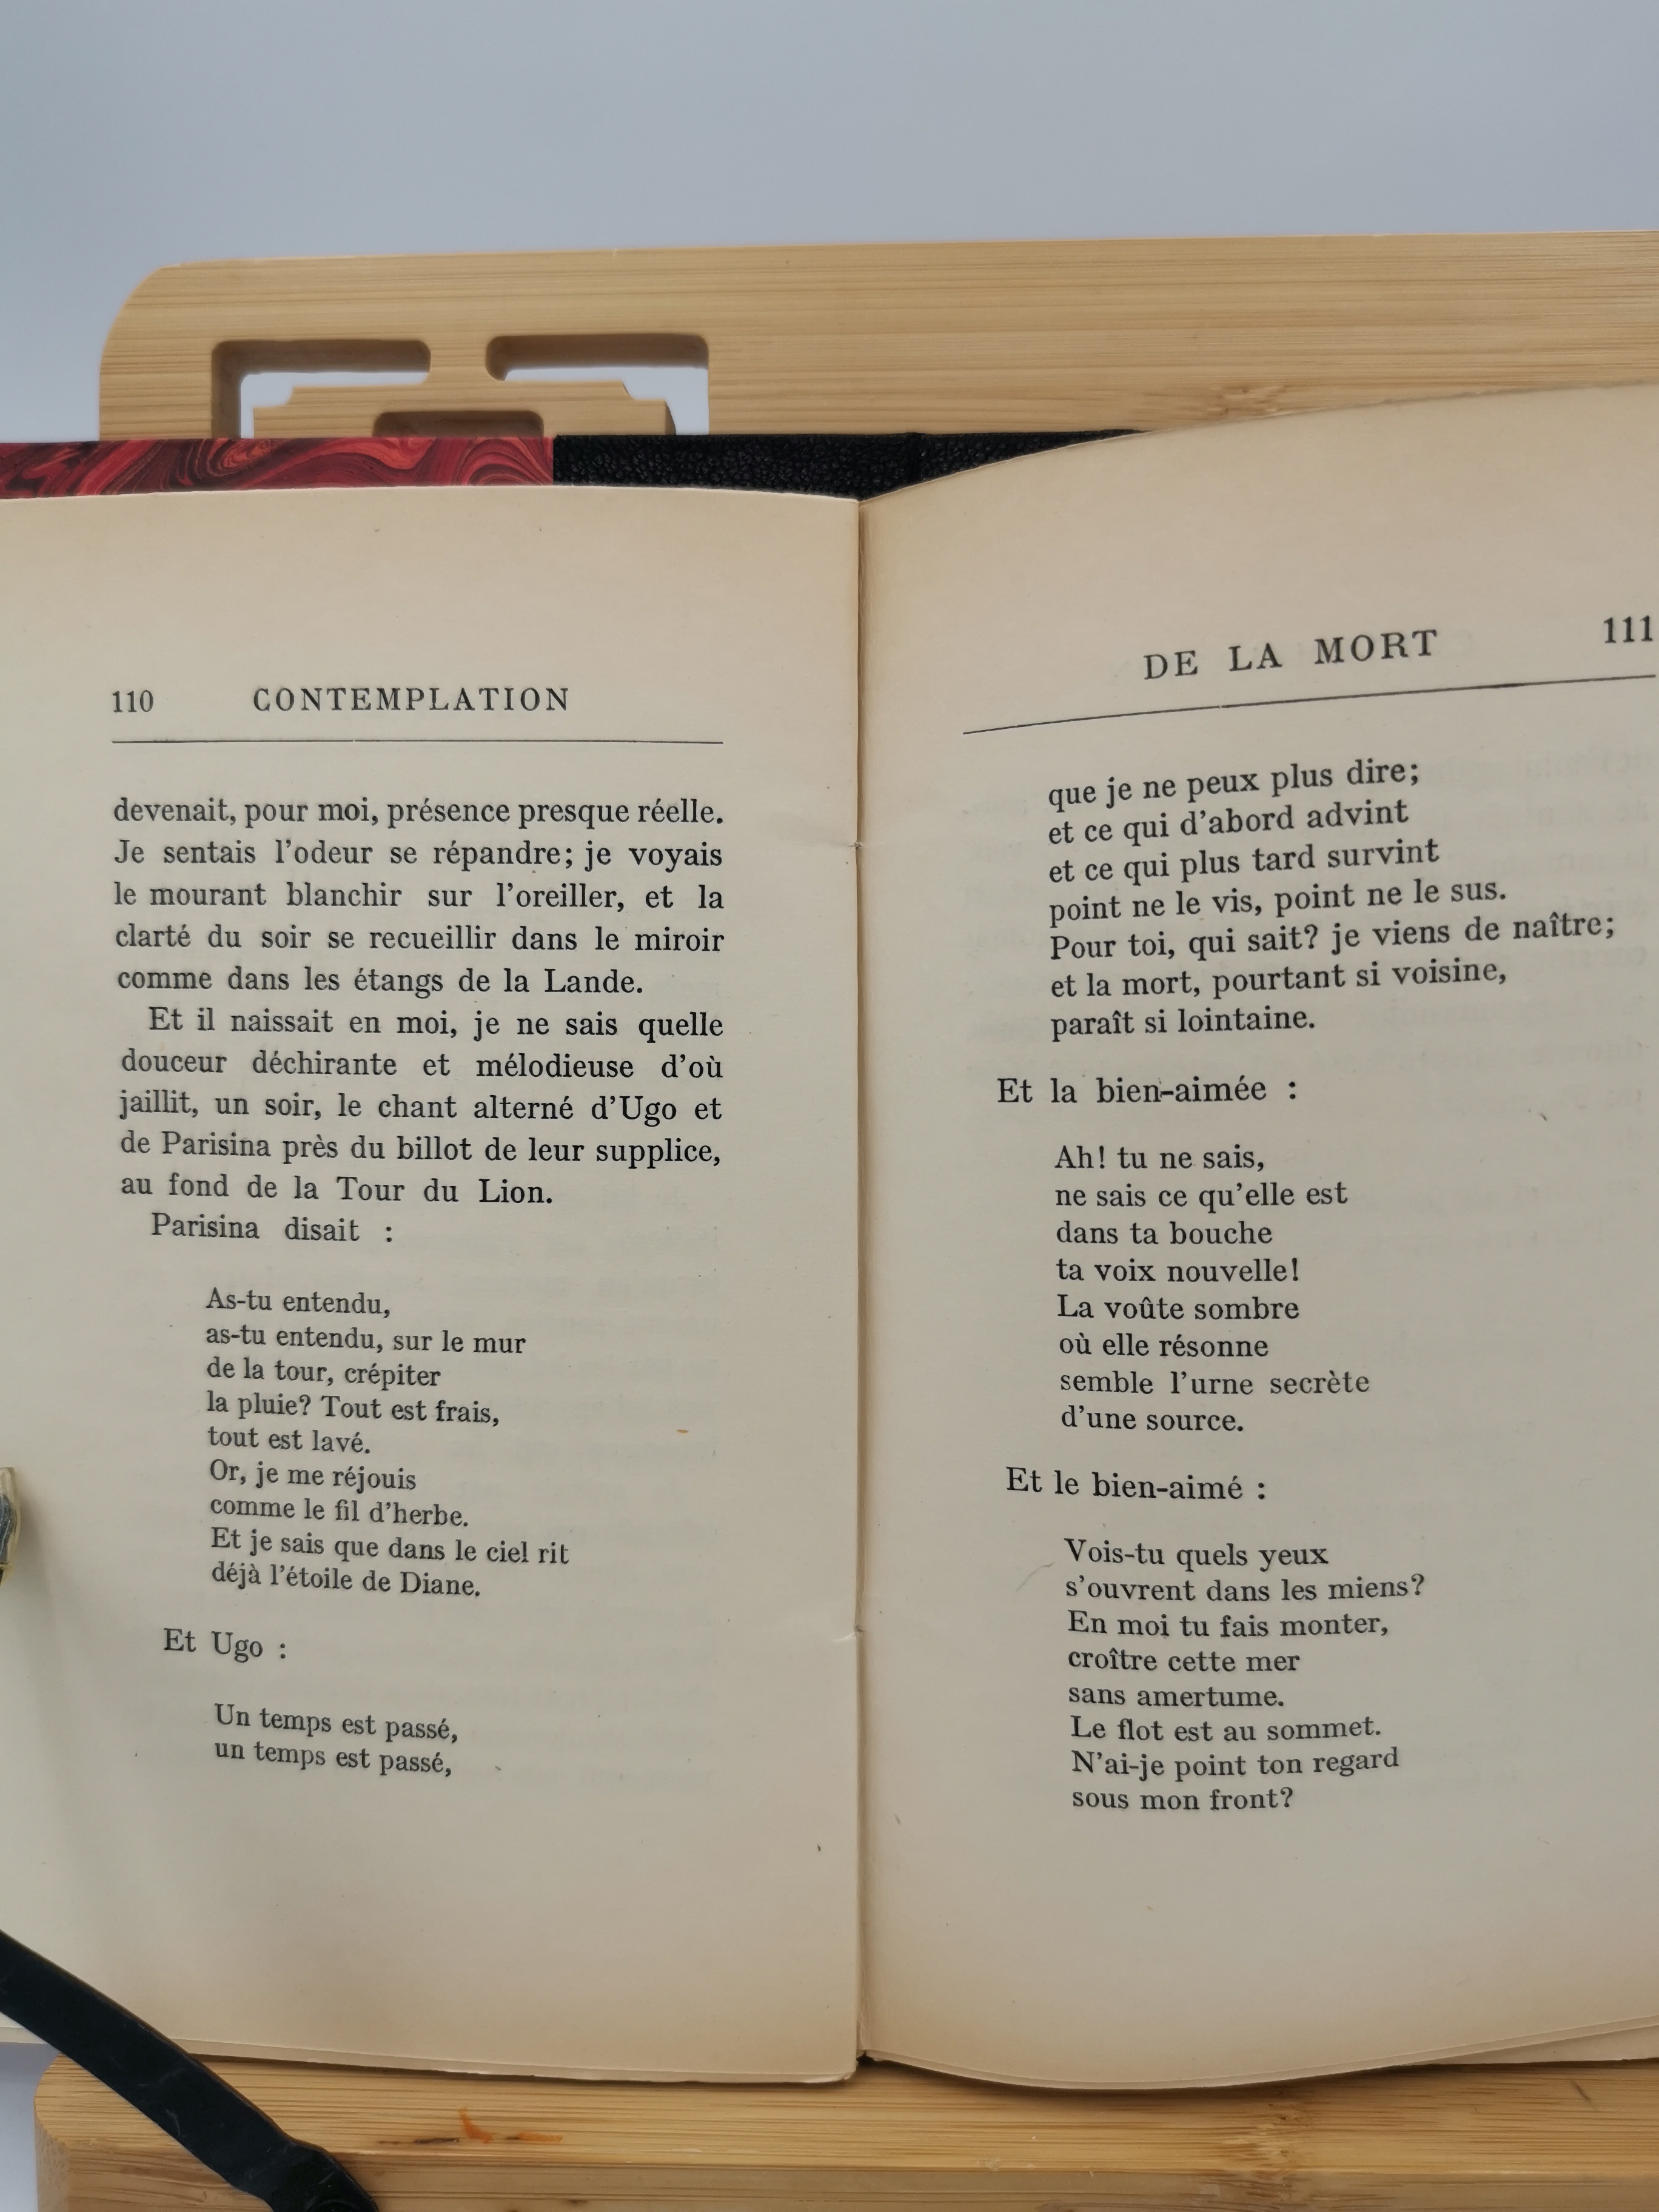 110 CONTEMPLATION
devenait, pour moi, présence presque réelle.
Je sentais l'odeur se répandre; je voyais
le mourant blanchir sur l'oreiller, et la
clarté du soir se recueillir dans le miroir
comme dans les étangs de la Lande.
Et il naissait en moi, je ne sais quelle
douceur déchirante et mélodieuse d'où
jaillit, un soir, le chant alterné d'Ugo et
de Parisina près du billot de leur supplice,
au fond de la Tour du Lion.
Parisina disait :
As-tu entendu,
as-tu entendu, sur le mur
de la tour, crépiter
la pluie? Tout est frais,
tout est lavé.
Or, je me réjouis
comme le fil d'herbe.
Et je sais que dans le ciel rit
déjà l'étoile de Diane.
Et Ugo :
Un temps est passé,
un temps est passé,
DE LA MORT 111
que je ne peux plus dire;
et ce qui d'abord advint
et ce qui plus tard survint
point ne le vis, point ne le sus.
Pour toi, qui sait? je viens de naître;
et la mort, pourtant si voisine,
paraît si lointaine.
Et la bien-aimée :
Ah! tu ne sais,
ne sais ce qu'elle est
dans ta bouche
ta voix nouvelle!
La voûte sombre
où elle résonne
semble l'urne secrète
d'une source.
Et le bien-aimé :
Vois-tu quels yeux
s'ouvrent dans les miens?
En moi tu fais monter,
croître cette mer
sans amertume.
Le flot est au sommet.
N'ai-je point ton regard
sous mon front?